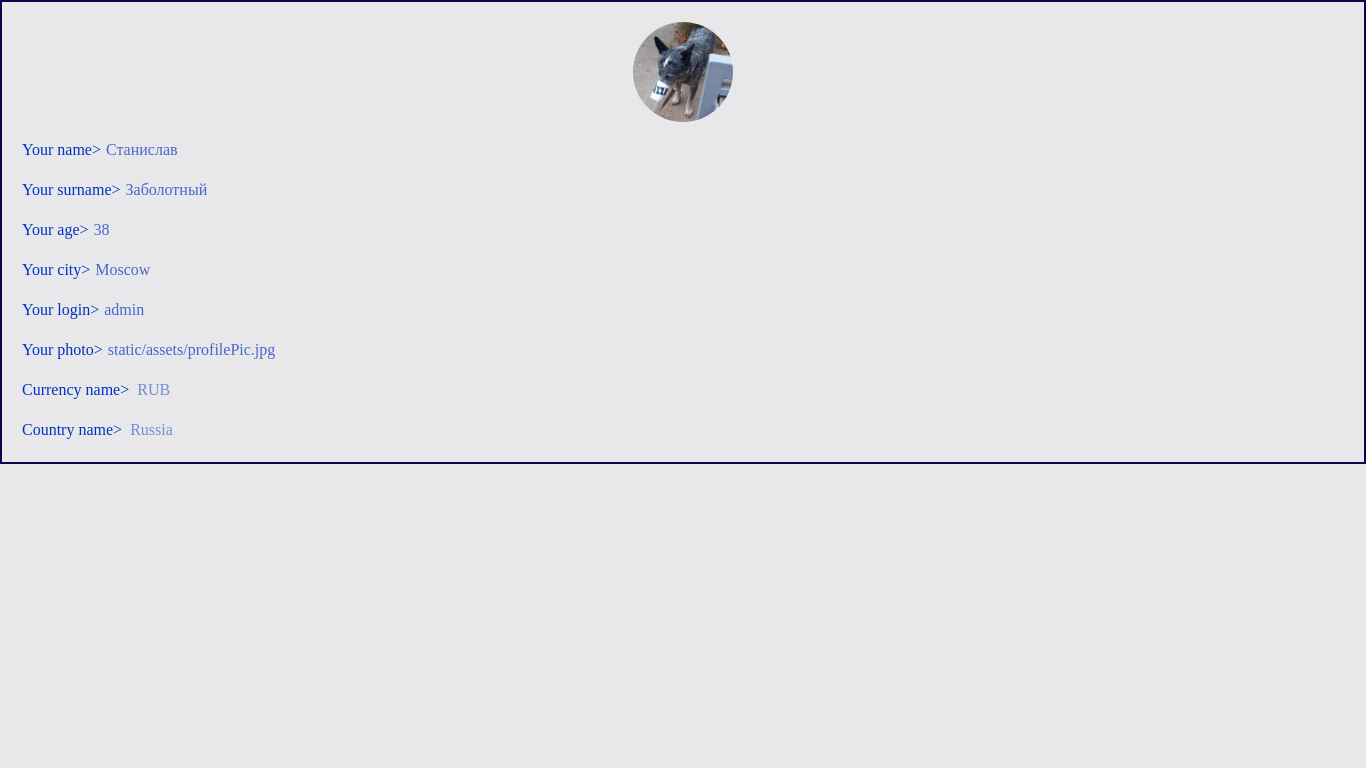 Your name> Станислав
Your surname> Заболотный
Your age> 38
Your city> Moscow
Your login> admin
Your photo> static/assets/profilePic.jpg
Currency name> RUB
Country name> Russia